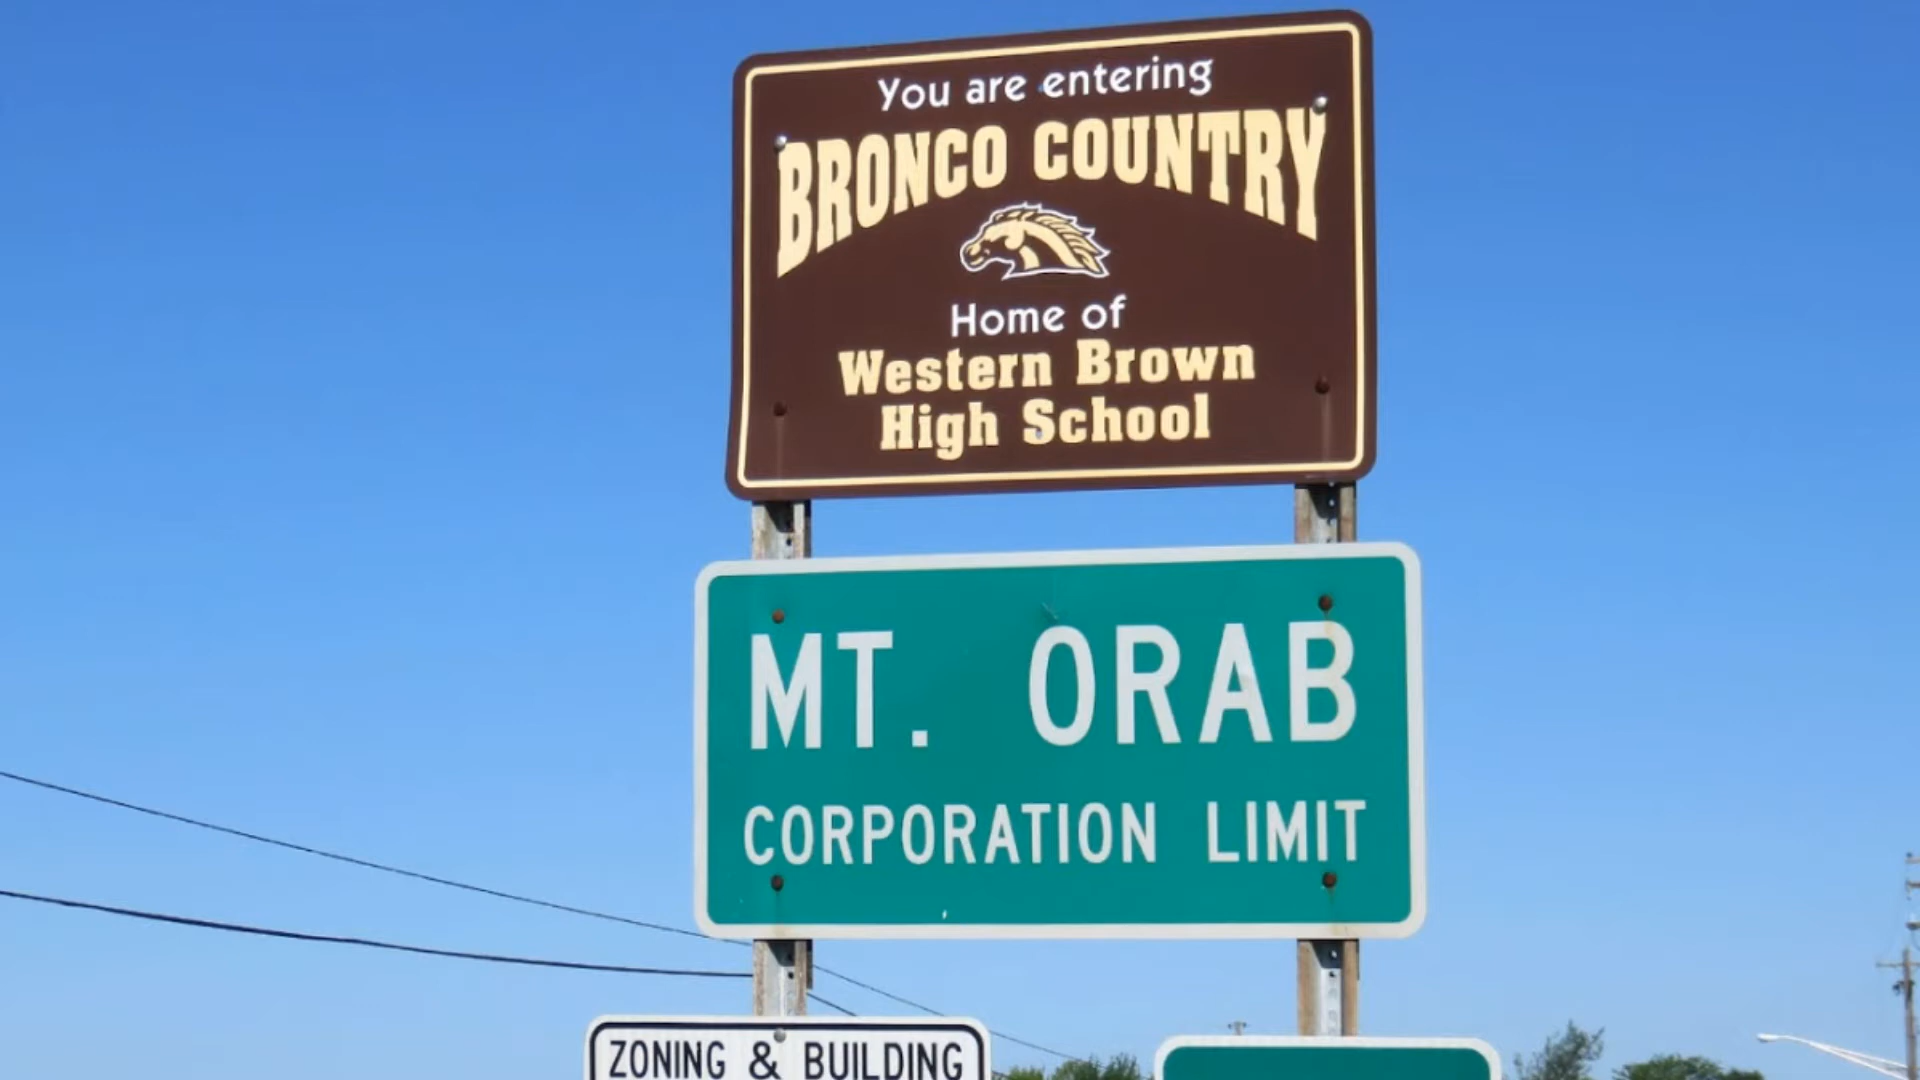 You are entering
BRONCO COUNTRY
Home of
Western Brown
High School
MT. ORAB
CORPORATION LIMIT
ZONING & BUILDING